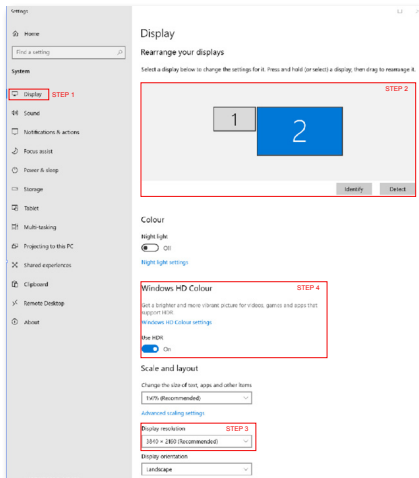 Settings
Home
Find a setting
System
Display STEP 1
Sound
Notifications & actions
Focus assist
Power & sleep
Storage
Tablet
Multi-tasking
Projecting to this PC
Shared experiences
Clipboard
Remote Desktop
About
Display
Rearrange your displays
Select a display below to change the settings for it. Press and hold (or select) a display, then drag to rearrange it.
STEP 2
1
2
Identify Detect
Colour
Night light
Off
Night light settings
Windows HD Colour STEP 4
Get a brighter and more vibrant picture for videos, games and apps that
support HDR.
Windows HD Colour settings
Use HDR
On
Scale and layout
Change the size of text, apps and other items
150% (Recommended)
Advanced scaling settings
Display resolution STEP 3
3840 × 2160 (Recommended)
Display orientation
Landscape